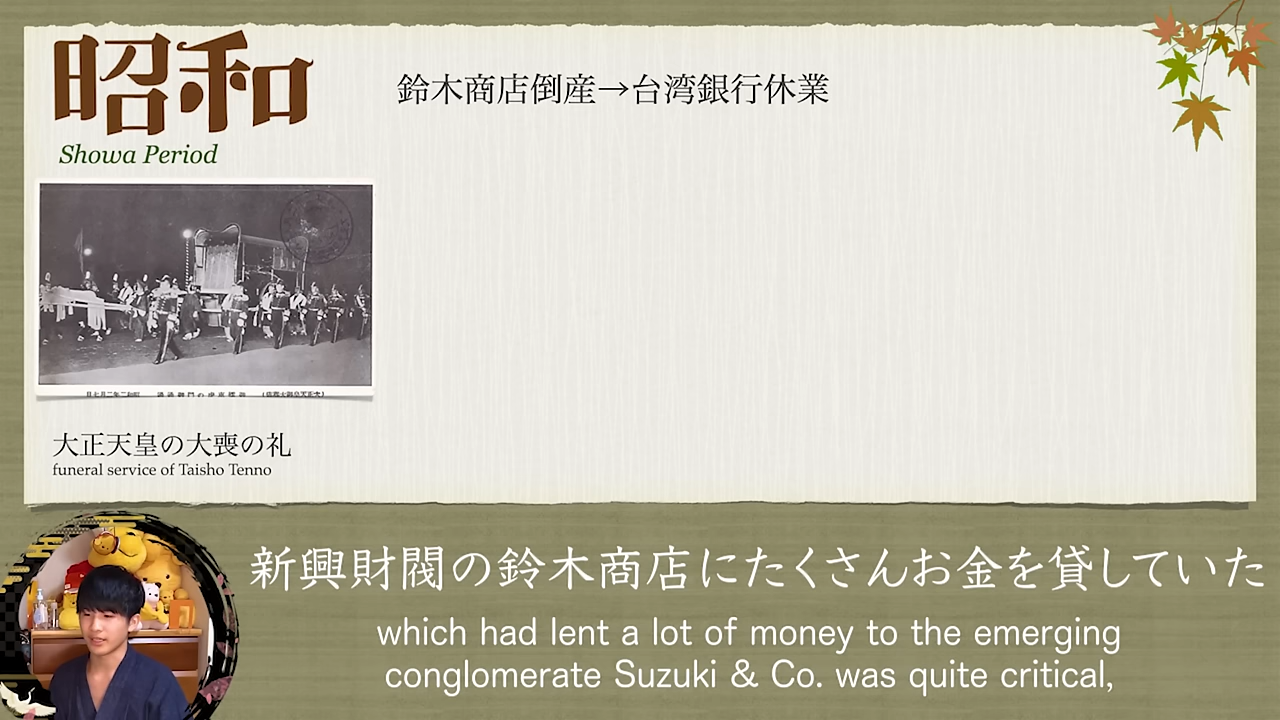 昭和
Showa Period
鈴木商店倒産→台湾銀行休業
大正天皇の大喪の礼
funeral service of Taisho Tenno
新興財閥の鈴木商店にたくさんお金を貸していた
which had lent a lot of money to the emerging
conglomerate Suzuki & Co. was quite critical,